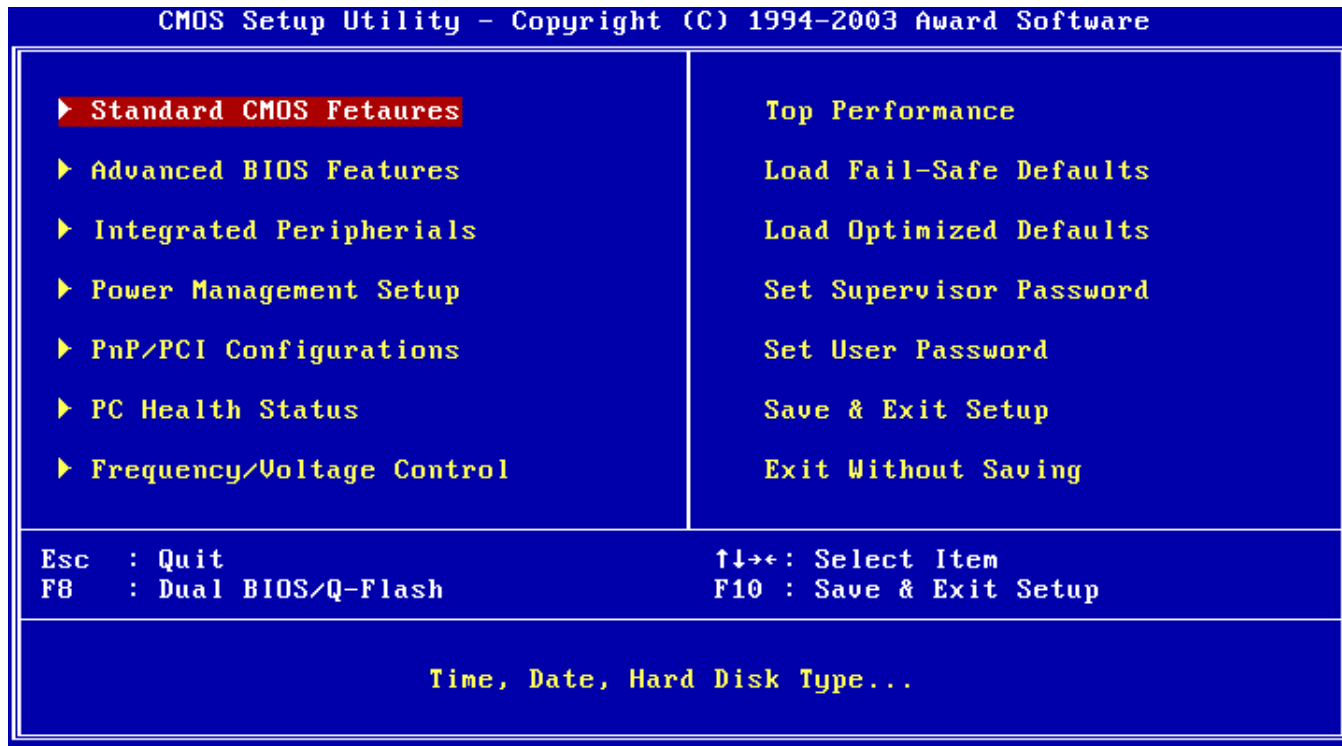 CMOS Setup Utility - Copyright (C) 1994-2003 Award Software
Standard CMOS Fetaures
Advanced BIOS Features
Integrated Peripherials
Power Management Setup
PnP/PCI Configurations
PC Health Status
Frequency/Voltage Control
Top Performance
Load Fail-Safe Defaults
Load Optimized Defaults
Set Supervisor Password
Set User Password
Save & Exit Setup
Exit Without Saving
Esc : Quit
F8 : Dual BIOS/Q-Flash
↑↓→←: Select Item
F10 : Save & Exit Setup
Time, Date, Hard Disk Type...